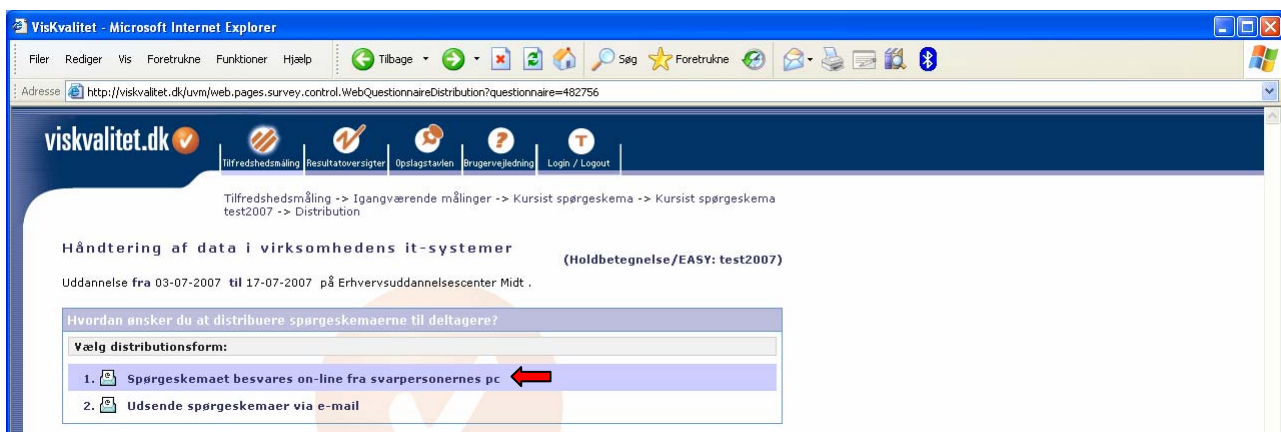 VisKvalitet - Microsoft Internet Explorer
Filer Rediger Vis Foretrukne Funktioner Hjælp Tilbage Søg Foretrukne
Adresse http://viskvalitet.dk/uvm/web.pages.survey.control.WebQuestionnaireDistribution?questionnaire=482756
viskvalitet.dk
Tilfredshedsmåling Resultatoversigter Opslagstavlen Brugervejledning Login / Logout
Tilfredshedsmåling -> Igangværende målinger -> Kursist spørgeskema -> Kursist spørgeskema
test2007 -> Distribution
Håndtering af data i virksomhedens it-systemer
(Holdbetegnelse/EASY: test2007)
Uddannelse fra 03-07-2007 til 17-07-2007 på Erhvervsuddannelsescenter Midt .
Hvordan ønsker du at distribuere spørgeskemaerne til deltagere?
Vælg distributionsform:
1. Spørgeskemaet besvares on-line fra svarpersonernes pc
2. Udsende spørgeskemaer via e-mail